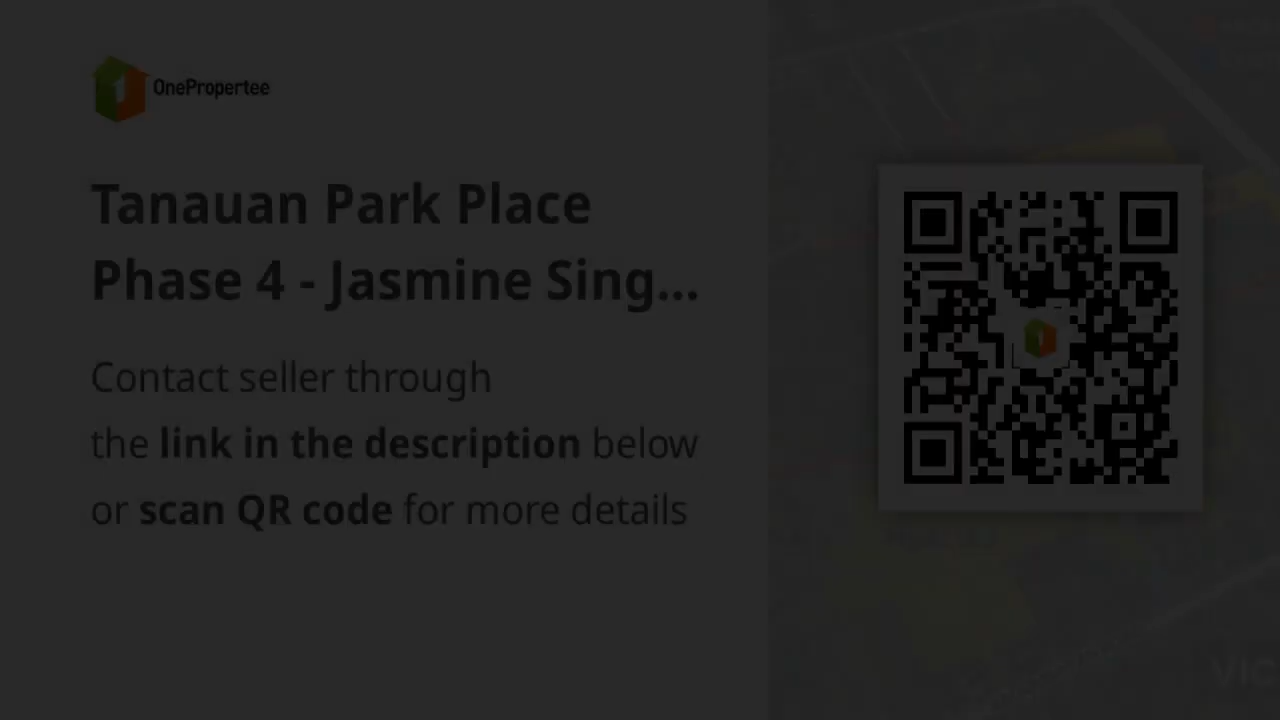 OnePropertee
Tanauan Park Place
Phase 4 - Jasmine Sing...
Contact seller through
the link in the description below
or scan QR code for more details
VIC